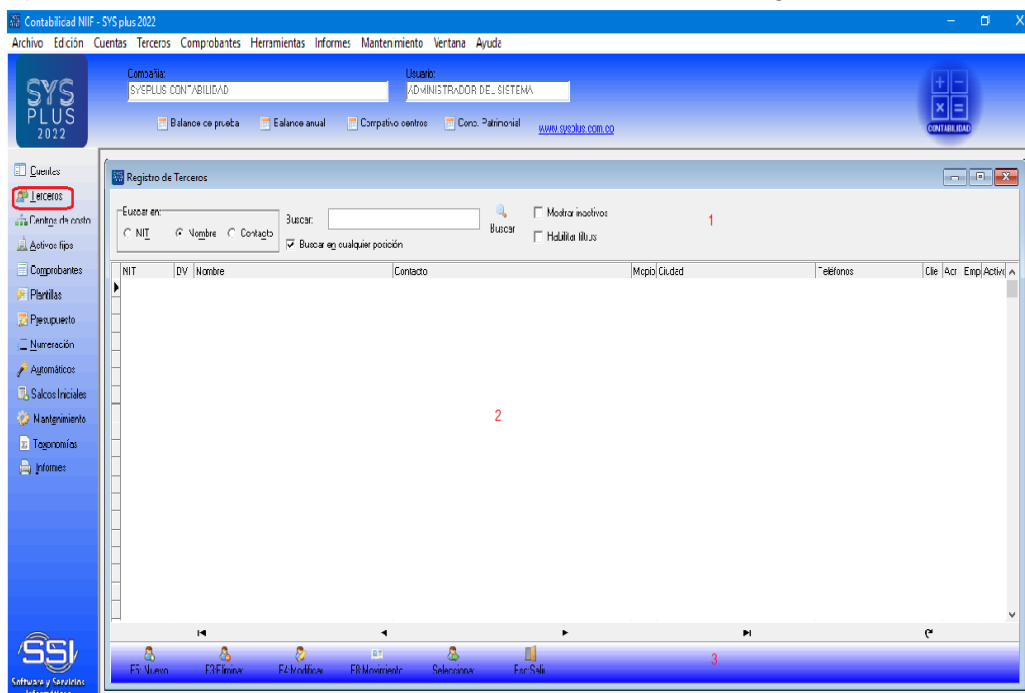 Contabilidad NIIF - SYS plus 2022
Archivo Edición Cuentas Terceros Comprobantes Herramientas Informes Mantenimiento Ventana Ayuda
SYS
PLUS
2022
Compañia:
SYSPLUS CONTABILIDAD
Usuario:
ADMINISTRADOR DEL SISTEMA
Balance de prueba Balance anual Compativo centros Conc. Patrimonial www.sysplus.com.co
CONTABILIDAD
Cuentas
Terceros
Centros de costo
Activos fijos
Comprobantes
Plantillas
Presupuesto
Numeración
Automáticos
Saldos Iniciales
Mantenimiento
Taxonomías
Informes
Registro de Terceros
Buscar en:
NIT Nombre Contacto
Buscar:
Buscar en cualquier posición
Buscar
Mostrar inactivos
Habilitar filtros
1
NIT DV Nombre Contacto Mcpio Ciudad Teléfonos Clie Acr Emp Activo
2
F5: Nuevo F3:Eliminar F4:Modificar F8:Movimiento Seleccionar Esc:Salir
3
SSI
Software y Servicios
Informáticos